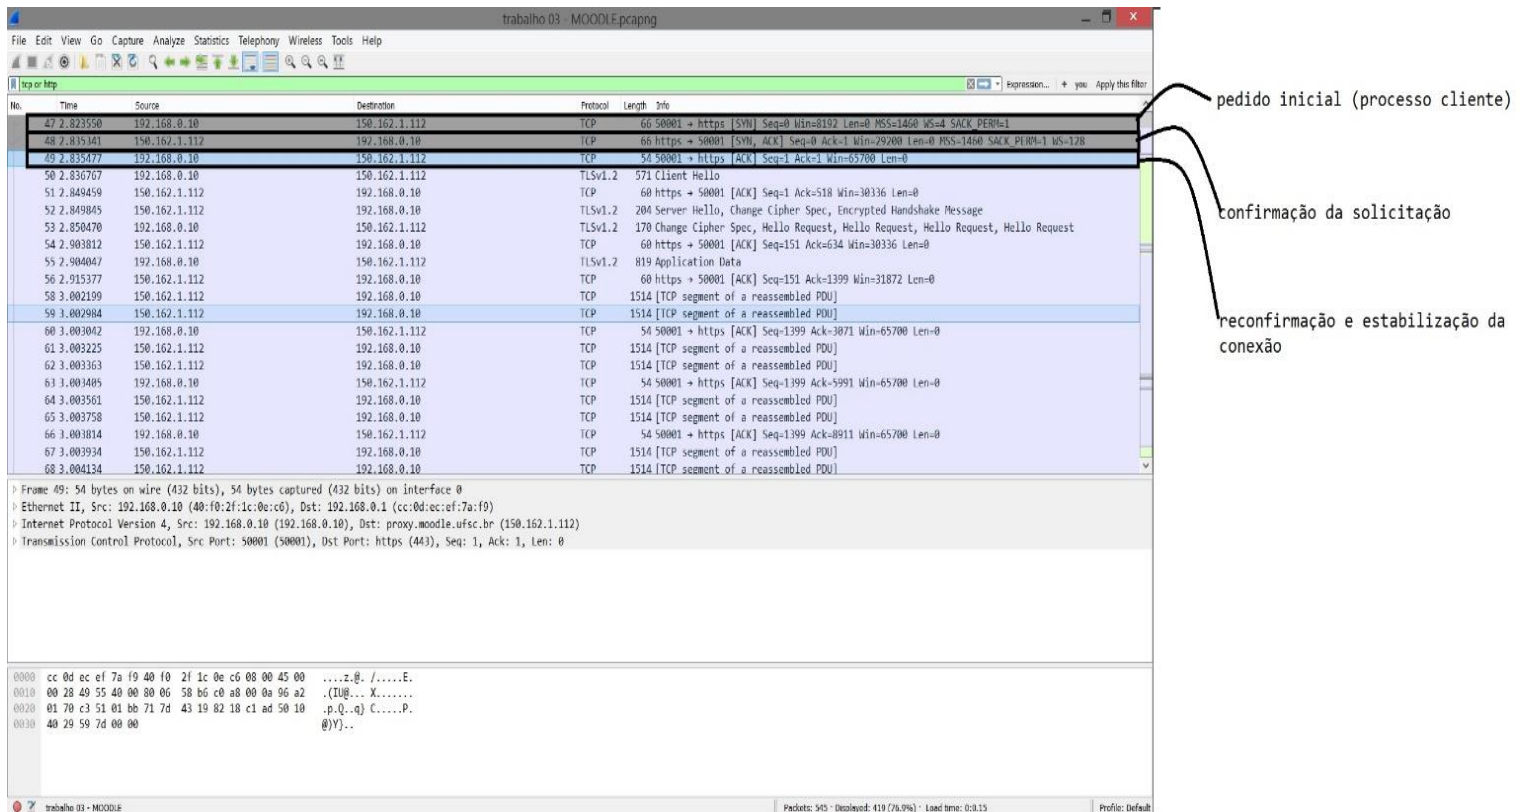 trabalho 03 - MOODLE.pcapng
File Edit View Go Capture Analyze Statistics Telephony Wireless Tools Help
tcp or http Expression... + you Apply this filter
No. Time Source Destination Protocol Length Info
47 2.823550 192.168.0.10 150.162.1.112 TCP 66 50001 → https [SYN] Seq=0 Win=8192 Len=0 MSS=1460 WS=4 SACK_PERM=1
48 2.835341 150.162.1.112 192.168.0.10 TCP 66 https → 50001 [SYN, ACK] Seq=0 Ack=1 Win=29200 Len=0 MSS=1460 SACK_PERM=1 WS=128
49 2.835477 192.168.0.10 150.162.1.112 TCP 54 50001 → https [ACK] Seq=1 Ack=1 Win=65700 Len=0
50 2.836767 192.168.0.10 150.162.1.112 TLSv1.2 571 Client Hello
51 2.849459 150.162.1.112 192.168.0.10 TCP 60 https → 50001 [ACK] Seq=1 Ack=518 Win=30336 Len=0
52 2.849845 150.162.1.112 192.168.0.10 TLSv1.2 204 Server Hello, Change Cipher Spec, Encrypted Handshake Message
53 2.850470 192.168.0.10 150.162.1.112 TLSv1.2 170 Change Cipher Spec, Hello Request, Hello Request, Hello Request, Hello Request
54 2.903812 150.162.1.112 192.168.0.10 TCP 60 https → 50001 [ACK] Seq=151 Ack=634 Win=30336 Len=0
55 2.904047 192.168.0.10 150.162.1.112 TLSv1.2 819 Application Data
56 2.915377 150.162.1.112 192.168.0.10 TCP 60 https → 50001 [ACK] Seq=151 Ack=1399 Win=31872 Len=0
58 3.002199 150.162.1.112 192.168.0.10 TCP 1514 [TCP segment of a reassembled PDU]
59 3.002984 150.162.1.112 192.168.0.10 TCP 1514 [TCP segment of a reassembled PDU]
60 3.003042 192.168.0.10 150.162.1.112 TCP 54 50001 → https [ACK] Seq=1399 Ack=3071 Win=65700 Len=0
61 3.003225 150.162.1.112 192.168.0.10 TCP 1514 [TCP segment of a reassembled PDU]
62 3.003363 150.162.1.112 192.168.0.10 TCP 1514 [TCP segment of a reassembled PDU]
63 3.003405 192.168.0.10 150.162.1.112 TCP 54 50001 → https [ACK] Seq=1399 Ack=5991 Win=65700 Len=0
64 3.003561 150.162.1.112 192.168.0.10 TCP 1514 [TCP segment of a reassembled PDU]
65 3.003758 150.162.1.112 192.168.0.10 TCP 1514 [TCP segment of a reassembled PDU]
66 3.003814 192.168.0.10 150.162.1.112 TCP 54 50001 → https [ACK] Seq=1399 Ack=8911 Win=65700 Len=0
67 3.003934 150.162.1.112 192.168.0.10 TCP 1514 [TCP segment of a reassembled PDU]
68 3.004134 150.162.1.112 192.168.0.10 TCP 1514 [TCP segment of a reassembled PDU]
pedido inicial (processo cliente)
confirmação da solicitação
reconfirmação e estabilização da
conexão
Frame 49: 54 bytes on wire (432 bits), 54 bytes captured (432 bits) on interface 0
Ethernet II, Src: 192.168.0.10 (40:f0:2f:1c:0e:c6), Dst: 192.168.0.1 (cc:0d:ec:ef:7a:f9)
Internet Protocol Version 4, Src: 192.168.0.10 (192.168.0.10), Dst: proxy.moodle.ufsc.br (150.162.1.112)
Transmission Control Protocol, Src Port: 50001 (50001), Dst Port: https (443), Seq: 1, Ack: 1, Len: 0
0000 cc 0d ec ef 7a f9 40 f0 2f 1c 0e c6 08 00 45 00 ....z.@. /.....E.
0010 00 28 49 55 40 00 80 06 58 b6 c0 a8 00 0a 96 a2 .(IU@... X.......
0020 01 70 c3 51 01 bb 71 7d 43 19 82 18 c1 ad 50 10 .p.Q..q} C.....P.
0030 40 29 59 7d 00 00 @)Y}..
trabalho 03 - MOODLE Packets: 545 · Displayed: 419 (76.9%) · Load time: 0:0.15 Profile: Default